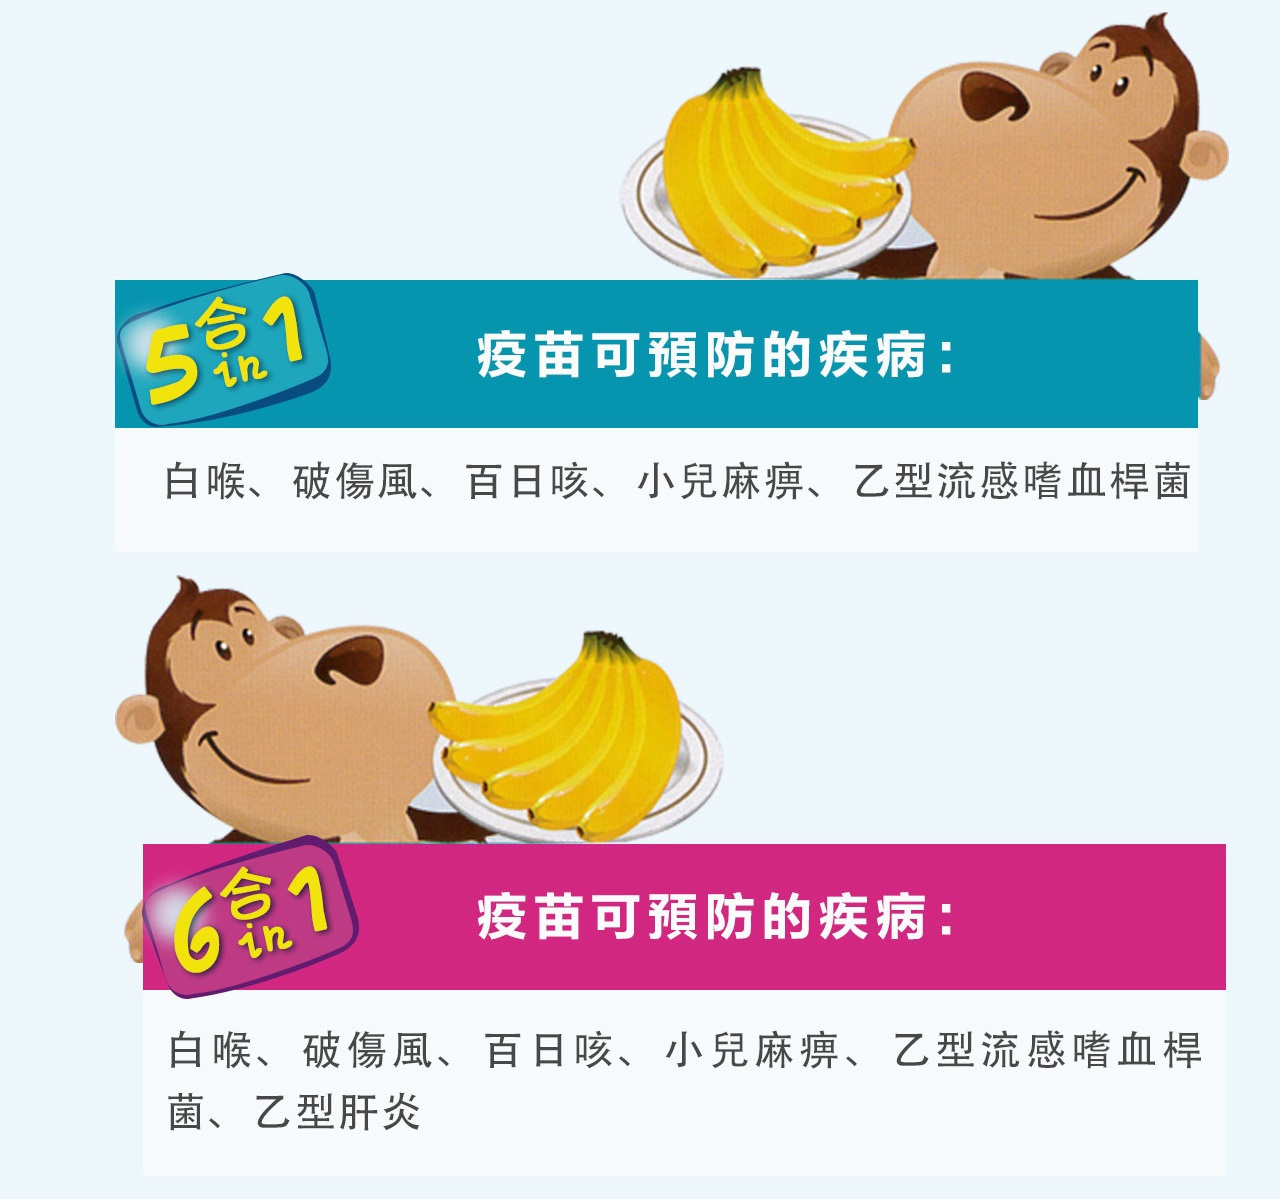 5合in1
疫苗可預防的疾病：
白喉、破傷風、百日咳、小兒麻痹、乙型流感嗜血桿菌
6合in1
疫苗可預防的疾病：
白喉、破傷風、百日咳、小兒麻痹、乙型流感嗜血桿
菌、乙型肝炎